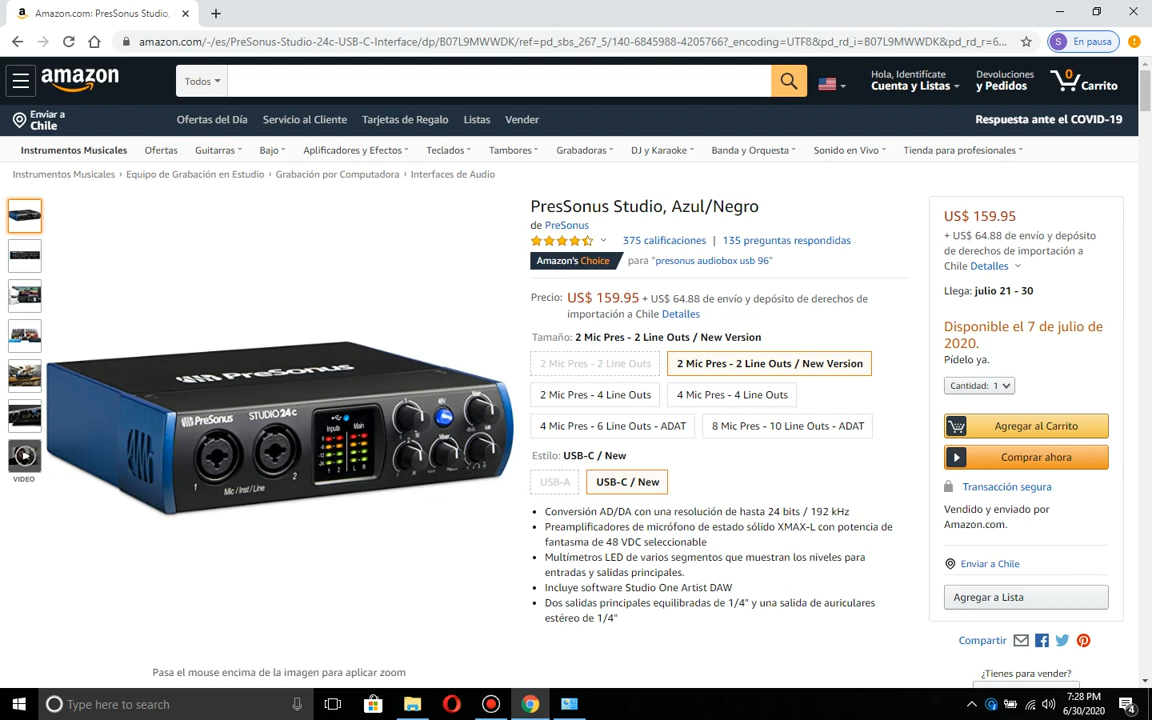 Amazon.com: PresSonus Studio,
amazon.com/-/es/PreSonus-Studio-24c-USB-C-Interface/dp/B07L9MWWDK/ref=pd_sbs_267_5/140-6845988-4205766?_encoding=UTF8&pd_rd_i=B07L9MWWDK&pd_rd_r=6...
S En pausa
amazon
Todos
Hola, Identifícate
Cuenta y Listas
Devoluciones
y Pedidos
0
Carrito
Enviar a
Chile
Ofertas del Día Servicio al Cliente Tarjetas de Regalo Listas Vender
Respuesta ante el COVID-19
Instrumentos Musicales Ofertas Guitarras Bajo Aplificadores y Efectos Teclados Tambores Grabadoras DJ y Karaoke Banda y Orquesta Sonido en Vivo Tienda para profesionales
Instrumentos Musicales › Equipo de Grabación en Estudio › Grabación por Computadora › Interfaces de Audio
VIDEO
PreSonus
PreSonus STUDIO 24c
Inputs Main
48V
Main
Mixer
1 2
Mic / Inst / Line
Pasa el mouse encima de la imagen para aplicar zoom
PresSonus Studio, Azul/Negro
de PreSonus
375 calificaciones | 135 preguntas respondidas
Amazon's Choice para "presonus audiobox usb 96"
Precio: US$ 159.95 + US$ 64.88 de envío y depósito de derechos de
importación a Chile Detalles
Tamaño: 2 Mic Pres - 2 Line Outs / New Version
2 Mic Pres - 2 Line Outs
2 Mic Pres - 2 Line Outs / New Version
2 Mic Pres - 4 Line Outs
4 Mic Pres - 4 Line Outs
4 Mic Pres - 6 Line Outs - ADAT
8 Mic Pres - 10 Line Outs - ADAT
Estilo: USB-C / New
USB-A
USB-C / New
• Conversión AD/DA con una resolución de hasta 24 bits / 192 kHz
• Preamplificadores de micrófono de estado sólido XMAX-L con potencia de
fantasma de 48 VDC seleccionable
• Multímetros LED de varios segmentos que muestran los niveles para
entradas y salidas principales.
• Incluye software Studio One Artist DAW
• Dos salidas principales equilibradas de 1/4" y una salida de auriculares
estéreo de 1/4"
US$ 159.95
+ US$ 64.88 de envío y depósito
de derechos de importación a
Chile Detalles
Llega: julio 21 - 30
Disponible el 7 de julio de
2020.
Pídelo ya.
Cantidad: 1
Agregar al Carrito
Comprar ahora
Transacción segura
Vendido y enviado por
Amazon.com.
Enviar a Chile
Agregar a Lista
Compartir
¿Tienes para vender?
Type here to search
7:28 PM
6/30/2020
4